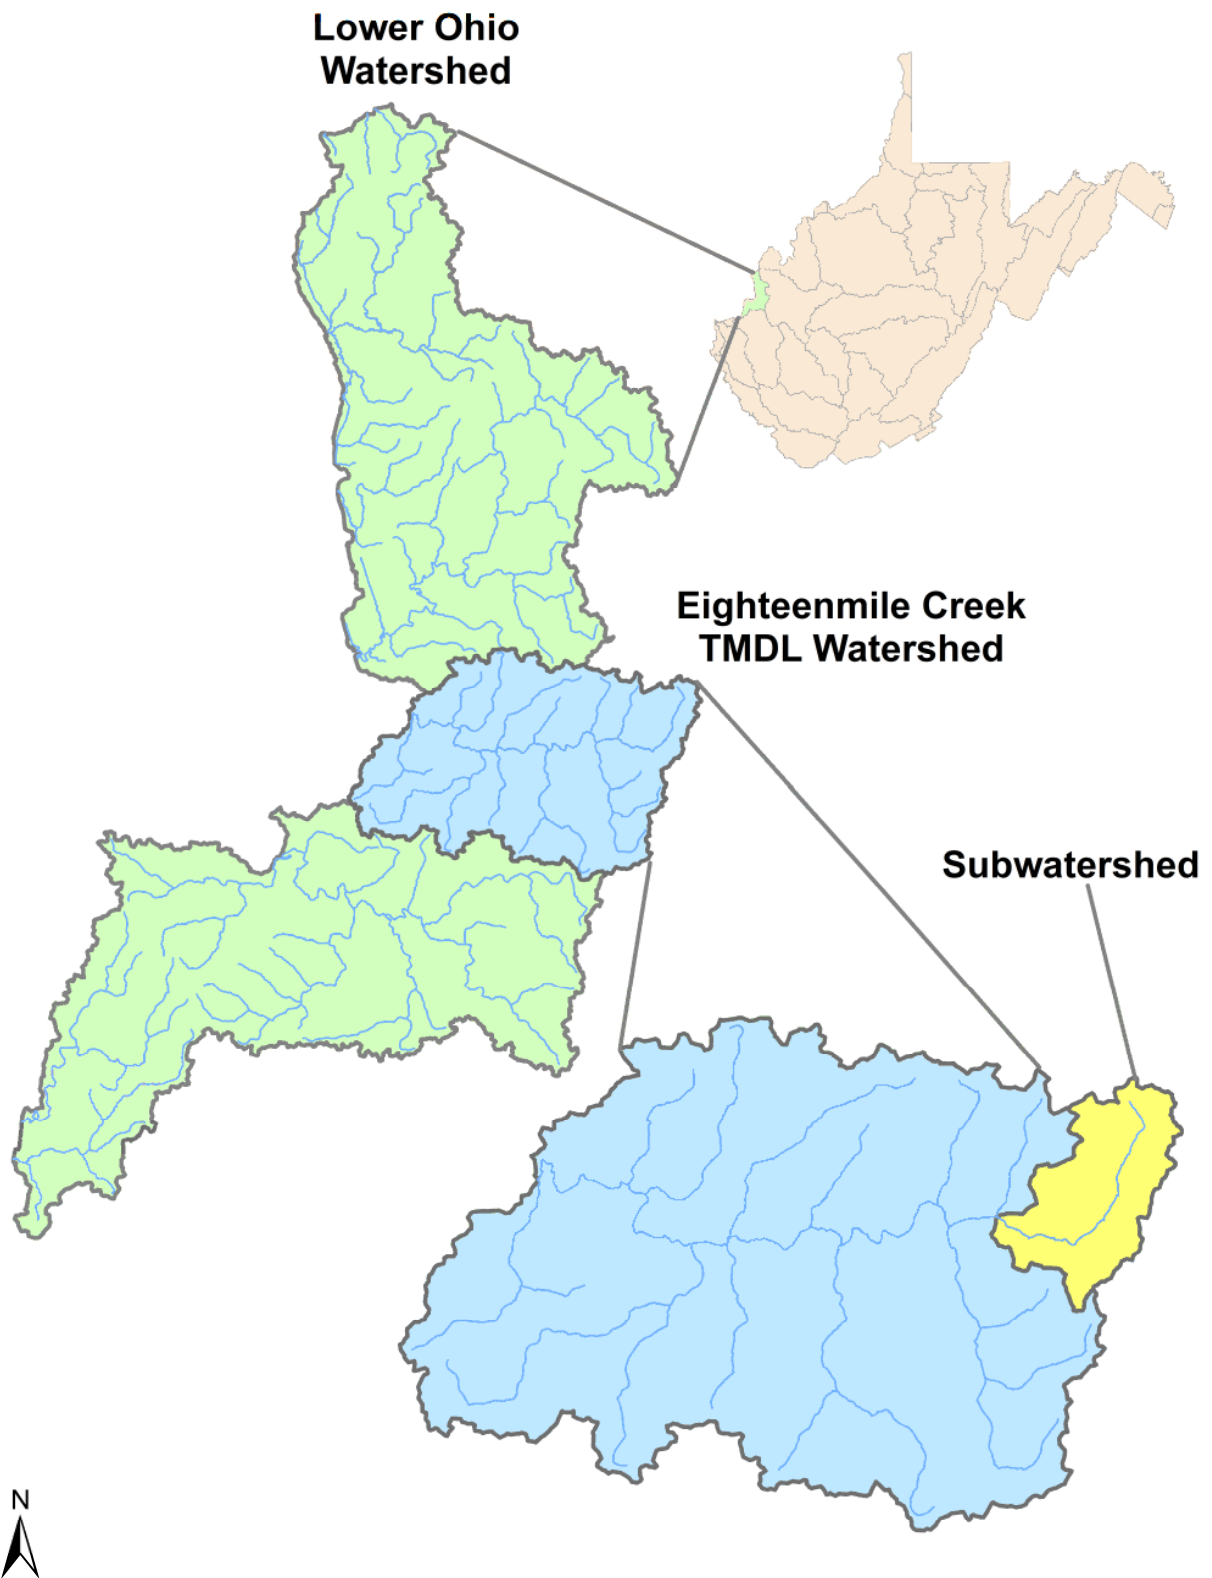 Lower Ohio
Watershed
Eighteenmile Creek
TMDL Watershed
Subwatershed
N